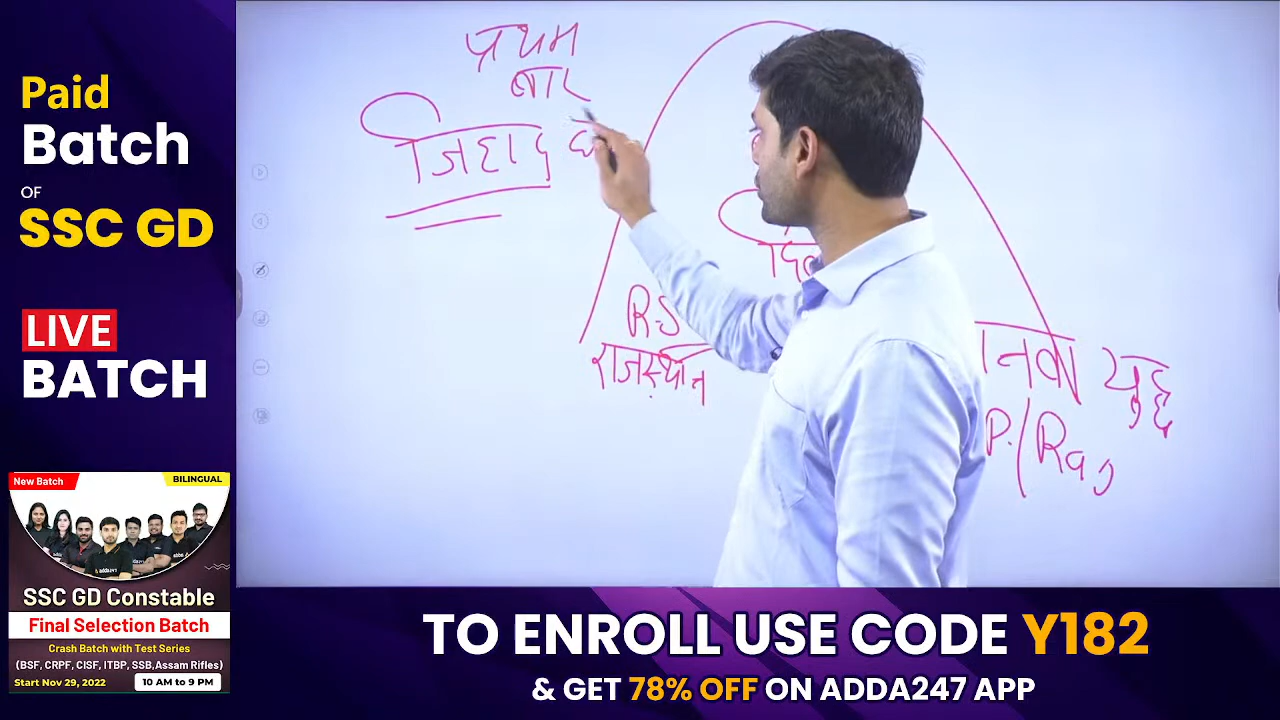 Paid
Batch
OF
SSC GD
LIVE
BATCH
New Batch
BILINGUAL
SSC GD Constable
Final Selection Batch
Crash Batch with Test Series
(BSF, CRPF, CISF, ITBP, SSB,Assam Rifles)
Start Nov 29, 2022
10 AM to 9 PM
प्रथम
बार
जिहाद
R.S
राजस्थान
युद्ध
P./Raj
TO ENROLL USE CODE Y182
& GET 78% OFF ON ADDA247 APP